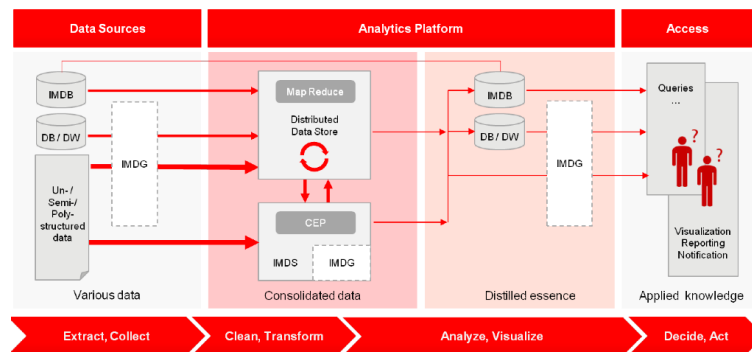 Data Sources
Analytics Platform
Access
IMDB
DB / DW
IMDG
Un- /
Semi-/
Poly-
structured
data
Various data
Map Reduce
Distributed
Data Store
CEP
IMDS
IMDG
Consolidated data
IMDB
DB / DW
IMDG
Distilled essence
Queries
...
?
?
Visualization
Reporting
Notification
Applied knowledge
Extract, Collect
Clean, Transform
Analyze, Visualize
Decide, Act